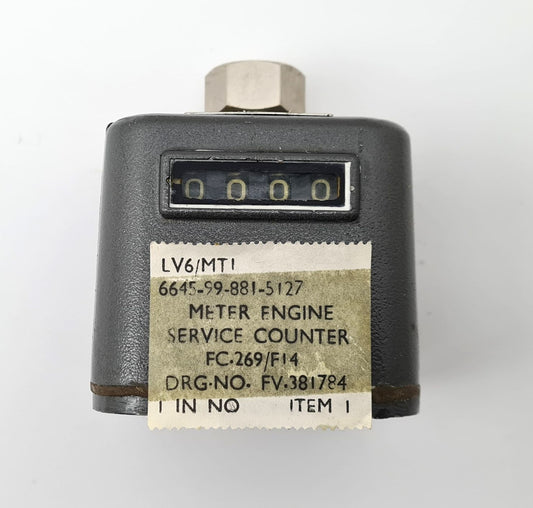 0000
LV6/MT1
6645-99-881-5127
METER ENGINE
SERVICE COUNTER
FC.269/F14
DRG.NO. FV.381784
1 IN NO ITEM 1